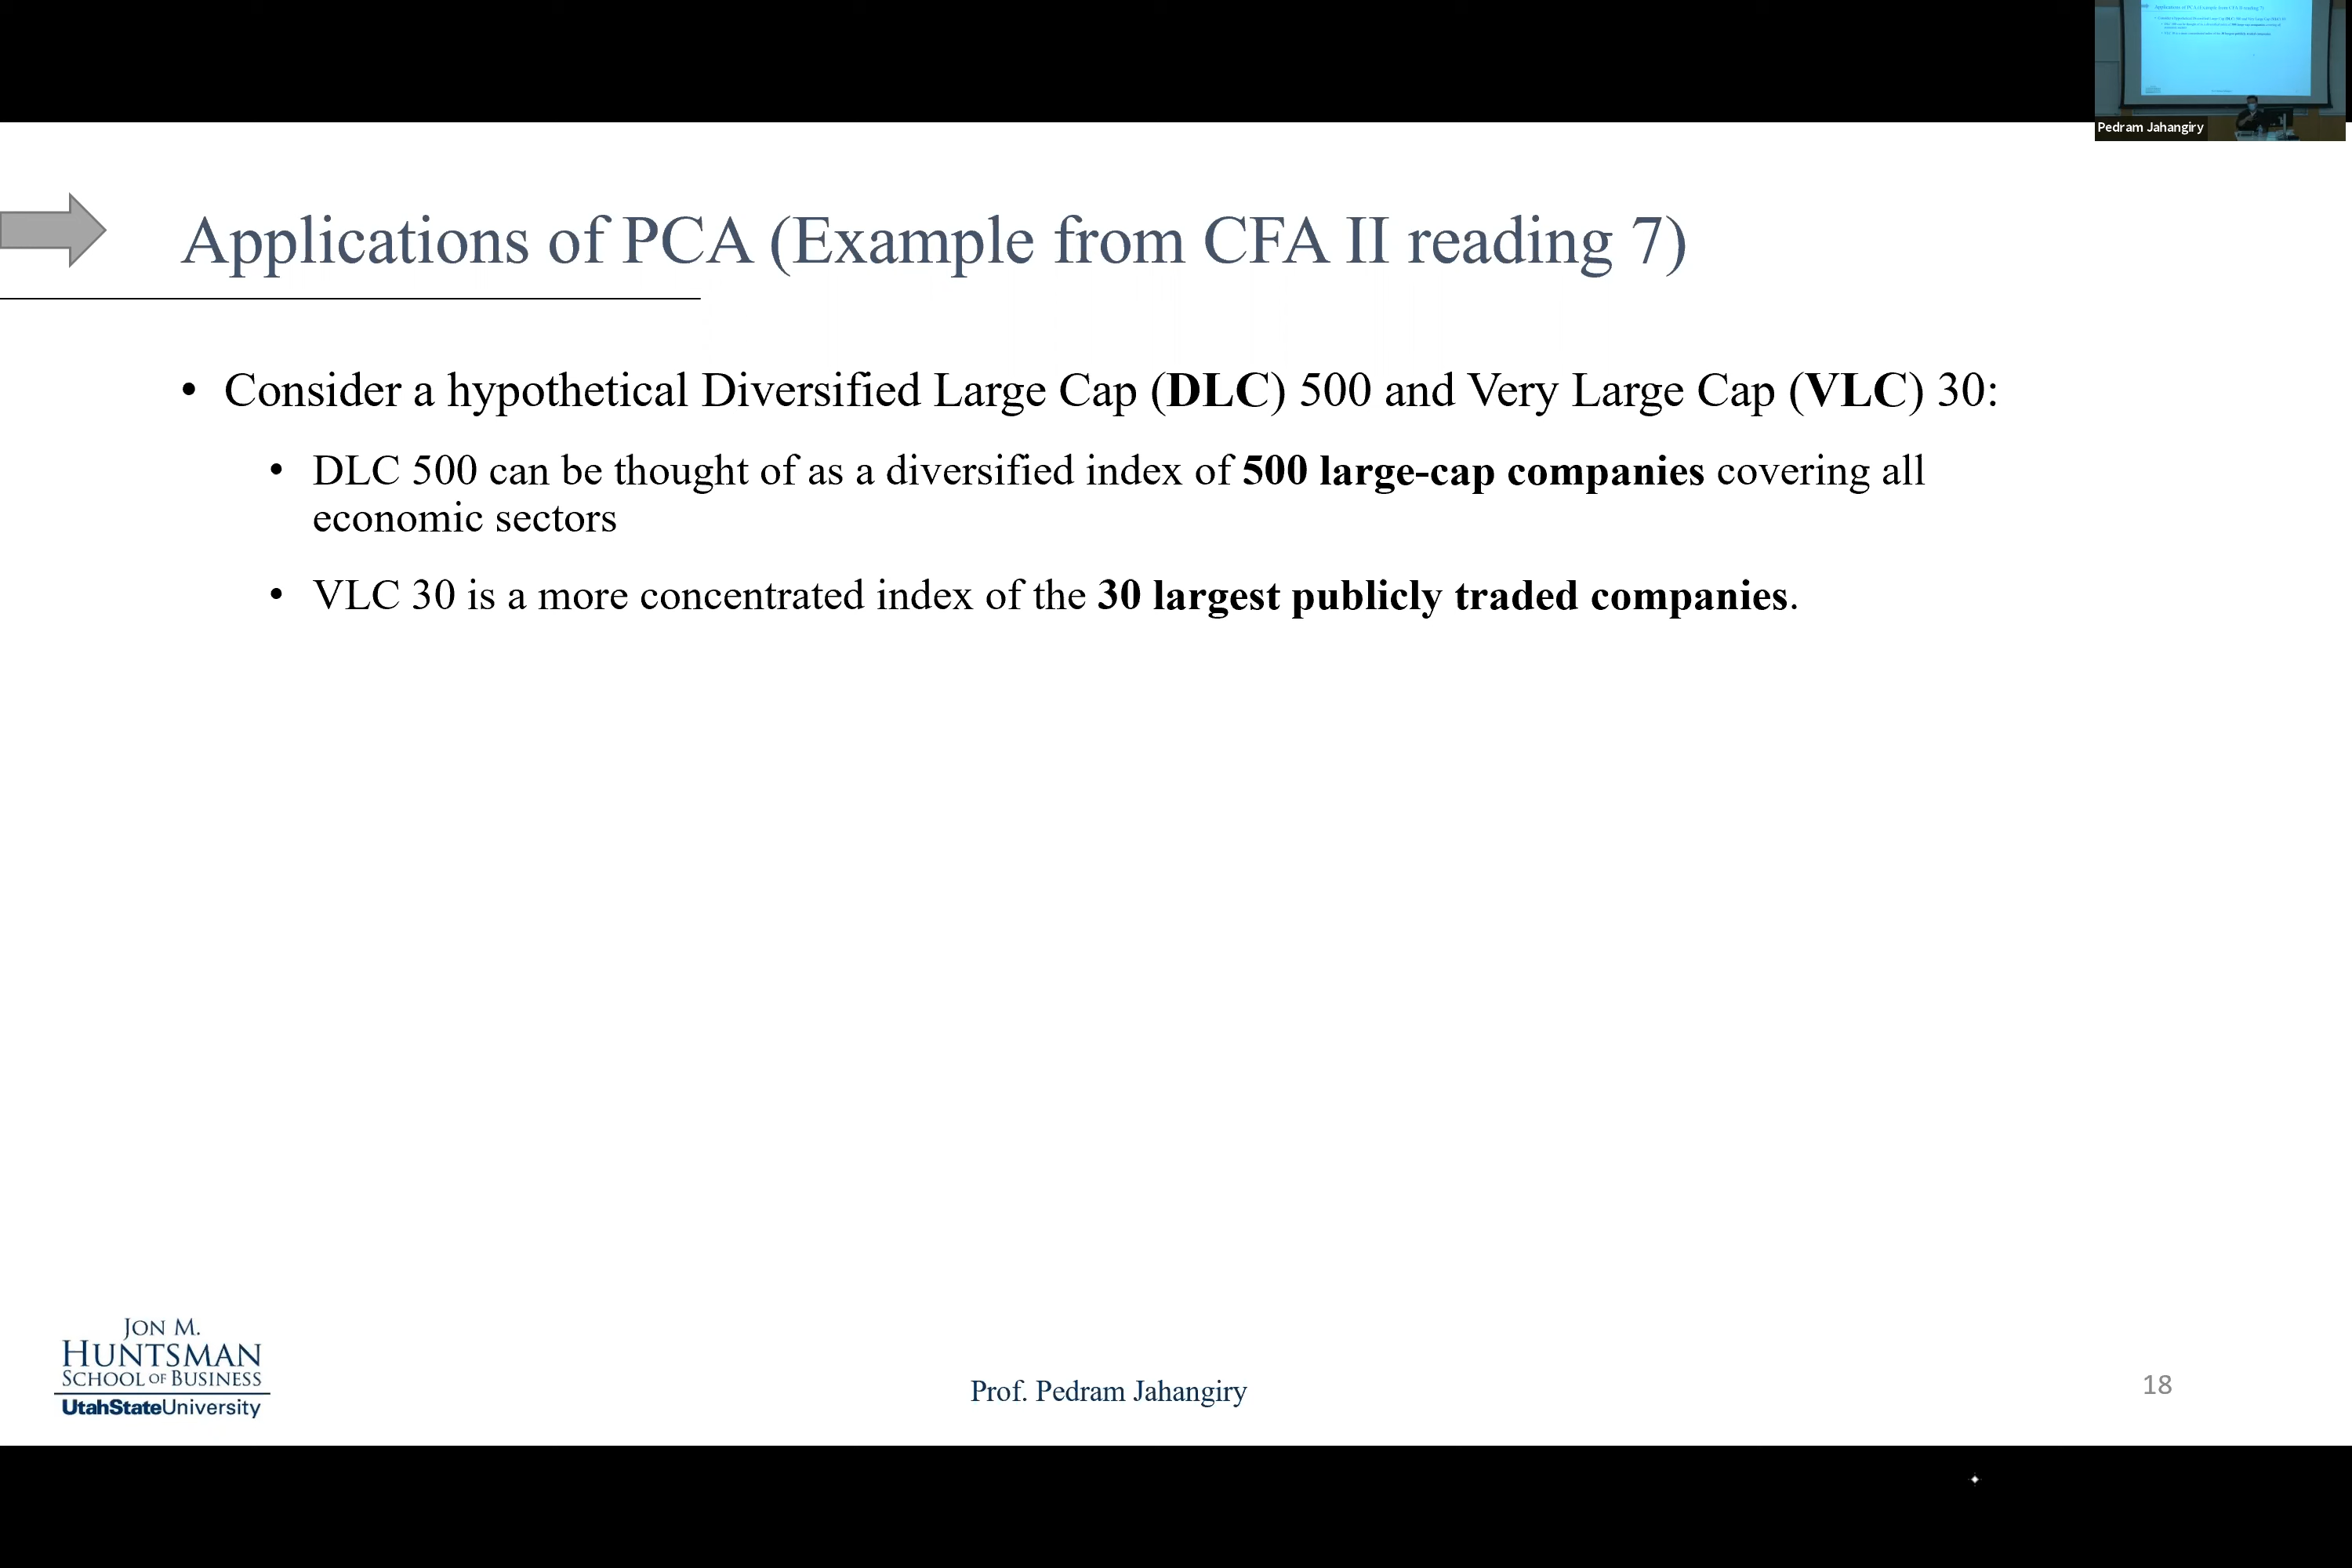 Pedram Jahangiry
Applications of PCA (Example from CFA II reading 7)
• Consider a hypothetical Diversified Large Cap (DLC) 500 and Very Large Cap (VLC) 30:
• DLC 500 can be thought of as a diversified index of 500 large-cap companies covering all
economic sectors
• VLC 30 is a more concentrated index of the 30 largest publicly traded companies.
JON M.
HUNTSMAN
SCHOOL OF BUSINESS
UtahStateUniversity
Prof. Pedram Jahangiry
18